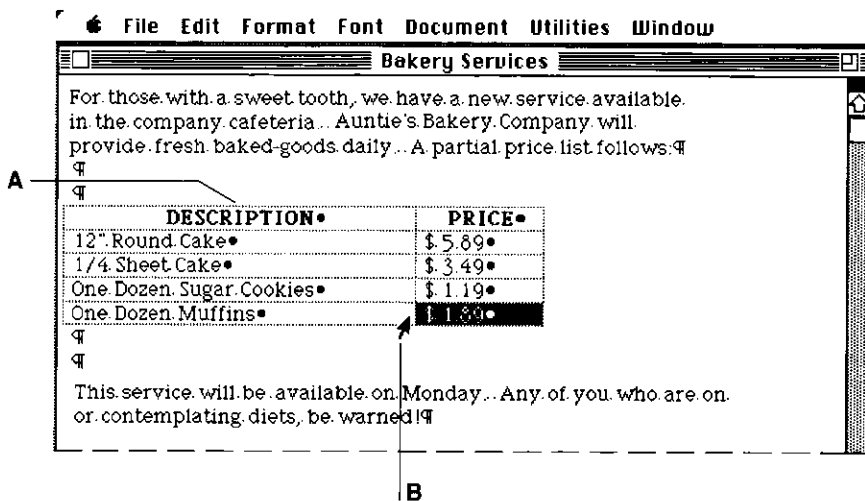 File Edit Format Font Document Utilities Window
Bakery Services
For those with a sweet tooth, we have a new service available
in the company cafeteria.. Auntie's Bakery Company will
provide fresh baked-goods daily.. A partial price list follows:¶
¶
A
¶
DESCRIPTION• PRICE•
12" Round Cake• $ 5.89•
1/4 Sheet Cake• $ 3.49•
One Dozen Sugar Cookies• $ 1.19•
One Dozen Muffins• $ 1.89•
¶
¶
This service will be available on Monday.. Any of you who are on
or contemplating diets, be warned!¶
B